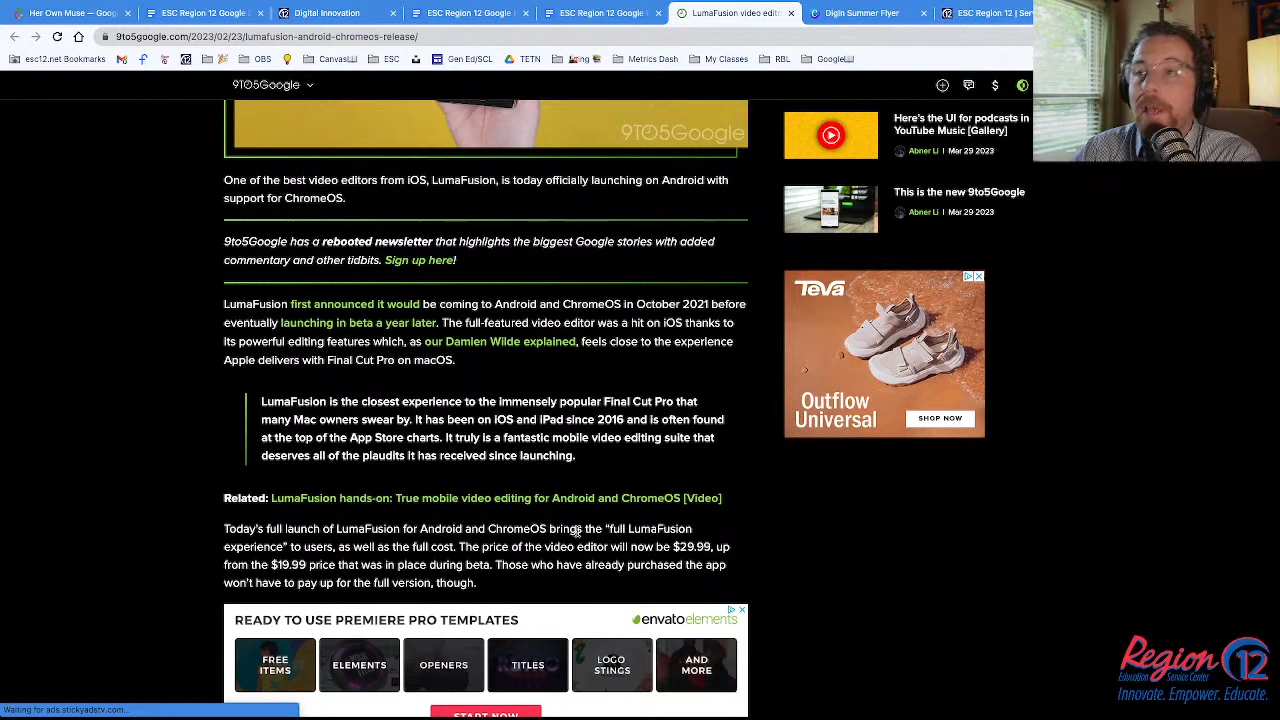 Her Own Muse — Goog
ESC Region 12 Google
Digital Innovation
ESC Region 12 Google
ESC Region 12 Google
LumaFusion video edit
DigIn Summer Flyer
ESC Region 12 | Ser
9to5google.com/2023/02/23/lumafusion-android-chromeos-release/
esc12.net Bookmarks
OBS
Canvas
ESC
Gen Ed/SCL
TETN
Metrics Dash
My Classes
RBL
Google
9TO5Google
9TO5Google
Here's the UI for podcasts in
YouTube Music [Gallery]
Abner Li | Mar 29 2023
This is the new 9to5Google
Abner Li | Mar 29 2023
One of the best video editors from iOS, LumaFusion, is today officially launching on Android with
support for ChromeOS.
9to5Google has a rebooted newsletter that highlights the biggest Google stories with added
commentary and other tidbits. Sign up here!
LumaFusion first announced it would be coming to Android and ChromeOS in October 2021 before
eventually launching in beta a year later. The full-featured video editor was a hit on iOS thanks to
its powerful editing features which, as our Damien Wilde explained, feels close to the experience
Apple delivers with Final Cut Pro on macOS.
LumaFusion is the closest experience to the immensely popular Final Cut Pro that
many Mac owners swear by. It has been on iOS and iPad since 2016 and is often found
at the top of the App Store charts. It truly is a fantastic mobile video editing suite that
deserves all of the plaudits it has received since launching.
Related: LumaFusion hands-on: True mobile video editing for Android and ChromeOS [Video]
Today's full launch of LumaFusion for Android and ChromeOS brings the "full LumaFusion
experience" to users, as well as the full cost. The price of the video editor will now be $29.99, up
from the $19.99 price that was in place during beta. Those who have already purchased the app
won't have to pay up for the full version, though.
Teva
Outflow
Universal
SHOP NOW
READY TO USE PREMIERE PRO TEMPLATES
envatoelements
FREE
ITEMS
ELEMENTS
OPENERS
TITLES
LOGO
STINGS
AND
MORE
START NOW
Waiting for ads.stickyadstv.com...
Region 12
Education Service Center
Innovate. Empower. Educate.